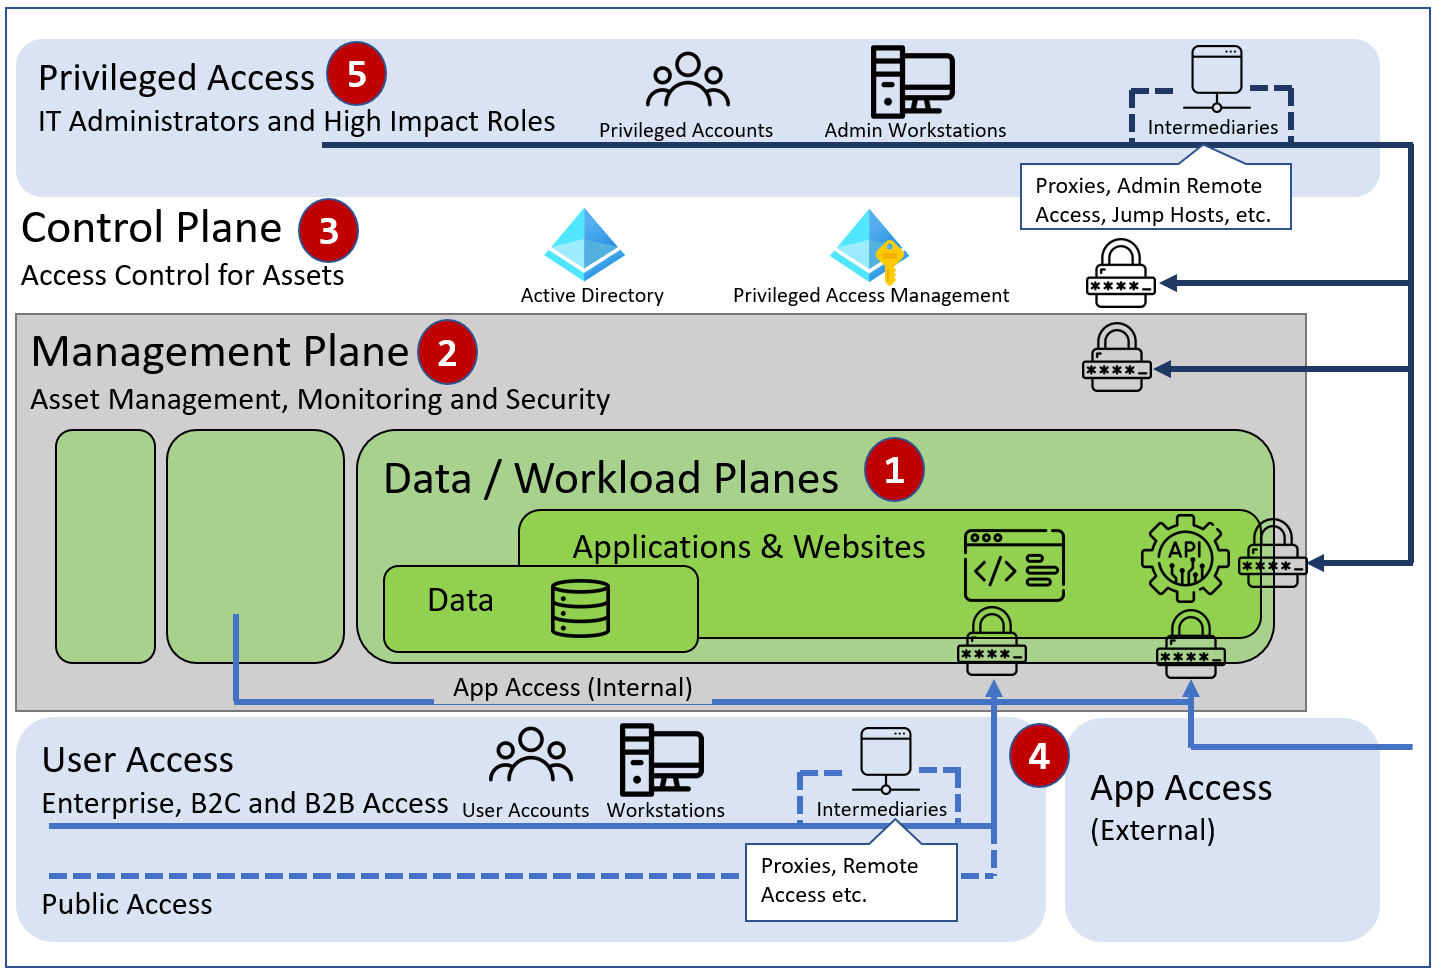 Privileged Access
5
IT Administrators and High Impact Roles
Privileged Accounts
Admin Workstations
Intermediaries
Proxies, Admin Remote
Access, Jump Hosts, etc.
Control Plane
3
Access Control for Assets
Active Directory
Privileged Access Management
****_
Management Plane
2
****_
Asset Management, Monitoring and Security
Data / Workload Planes
1
Applications & Websites
</>
API
****_
Data
****_
****_
App Access (Internal)
User Access
Enterprise, B2C and B2B Access
User Accounts
Workstations
Intermediaries
Proxies, Remote
Access etc.
Public Access
4
App Access
(External)